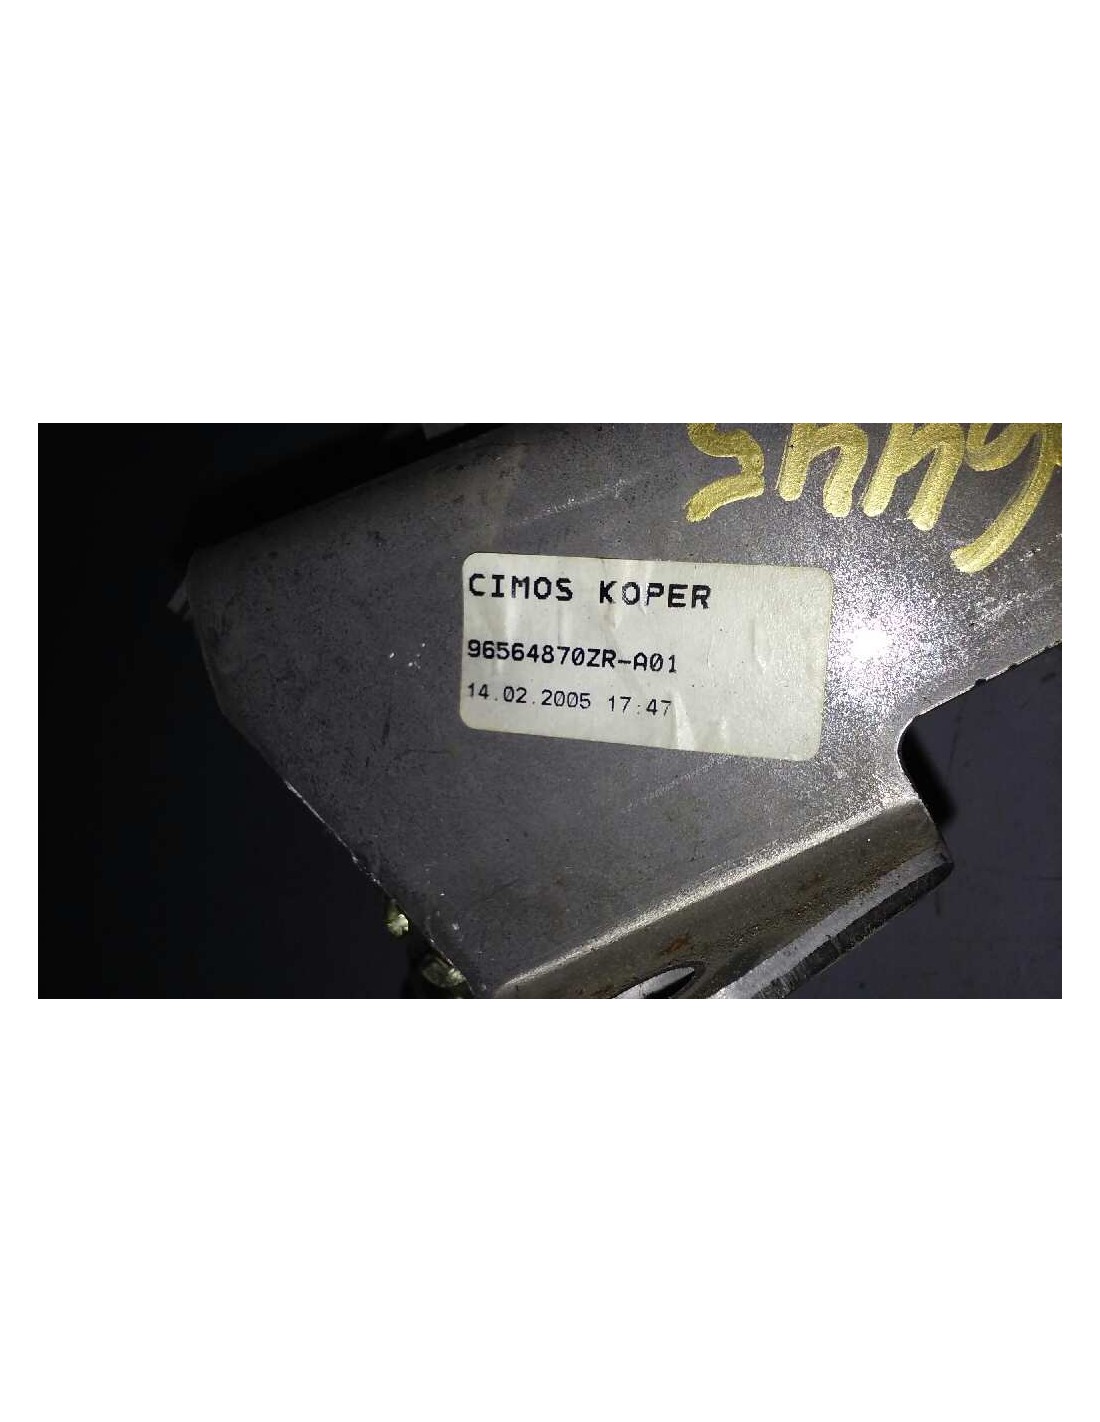 CIMOS KOPER
96564870ZR-A01
14.02.2005 17:47